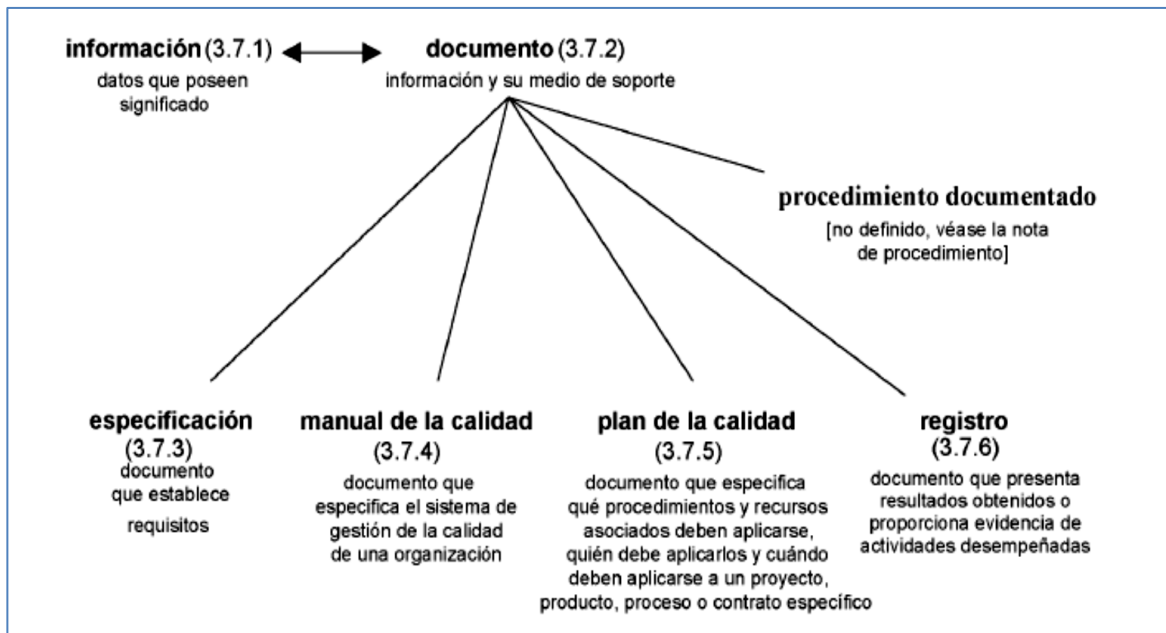 información (3.7.1)
datos que poseen
significado
documento (3.7.2)
información y su medio de soporte
procedimiento documentado
[no definido, véase la nota
de procedimiento]
especificación
(3.7.3)
documento
que establece
requisitos
manual de la calidad
(3.7.4)
documento que
especifica el sistema de
gestión de la calidad
de una organización
plan de la calidad
(3.7.5)
documento que especifica
qué procedimientos y recursos
asociados deben aplicarse,
quién debe aplicarlos y cuándo
deben aplicarse a un proyecto,
producto, proceso o contrato específico
registro
(3.7.6)
documento que presenta
resultados obtenidos o
proporciona evidencia de
actividades desempeñadas